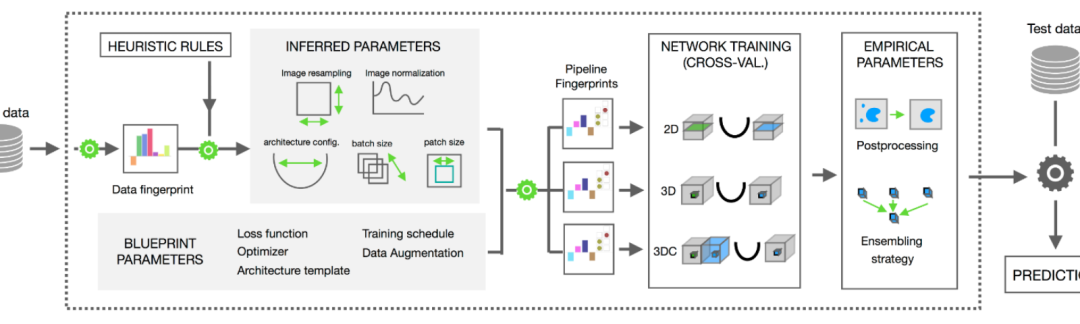 data
Data fingerprint
HEURISTIC RULES
INFERRED PARAMETERS
Image resampling
Image normalization
architecture config.
batch size
patch size
BLUEPRINT
PARAMETERS
Loss function
Optimizer
Architecture template
Training schedule
Data Augmentation
Pipeline
Fingerprints
NETWORK TRAINING
(CROSS-VAL.)
2D
3D
3DC
EMPIRICAL
PARAMETERS
Postprocessing
Ensembling
strategy
Test data